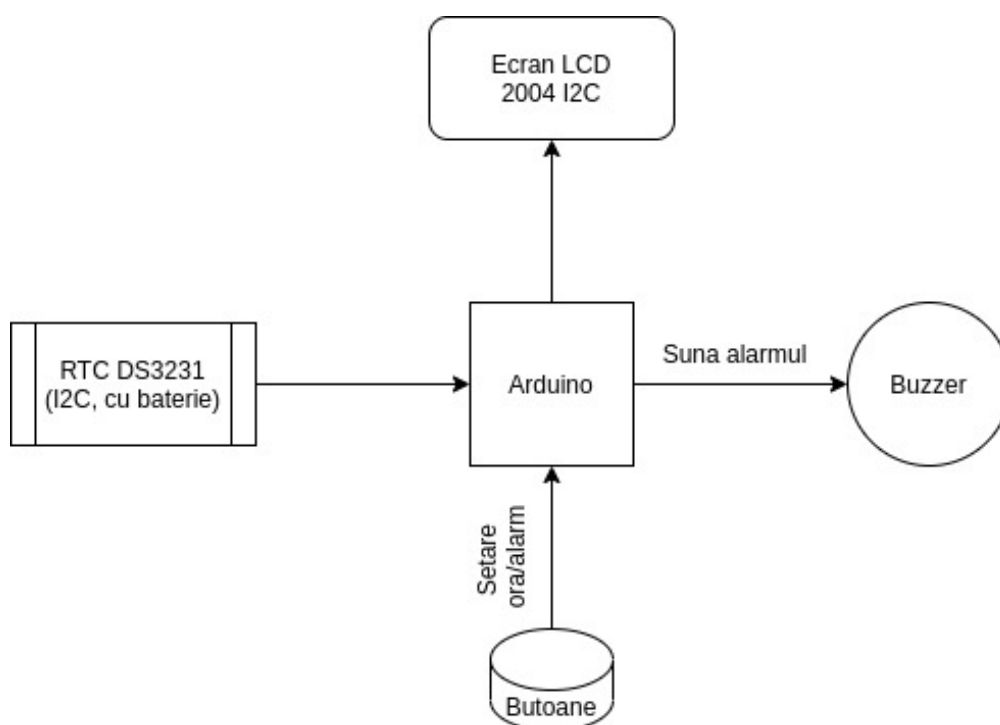 Ecran LCD
2004 I2C
RTC DS3231
(I2C, cu baterie)
Arduino
Suna alarmul
Buzzer
Setare
ora/alarm
Butoane